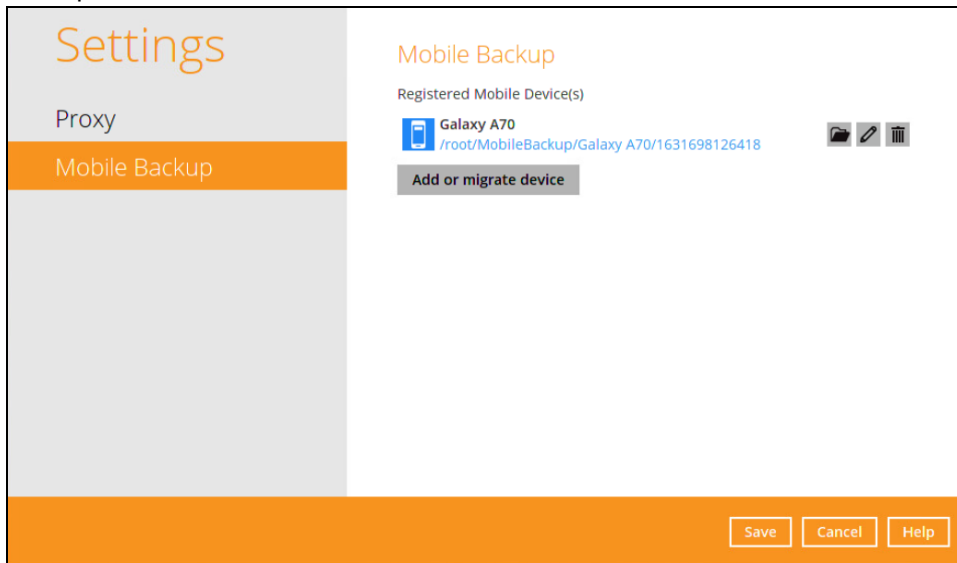 Settings
Proxy
Mobile Backup
Mobile Backup
Registered Mobile Device(s)
Galaxy A70
/root/MobileBackup/Galaxy A70/1631698126418
Add or migrate device
Save Cancel Help